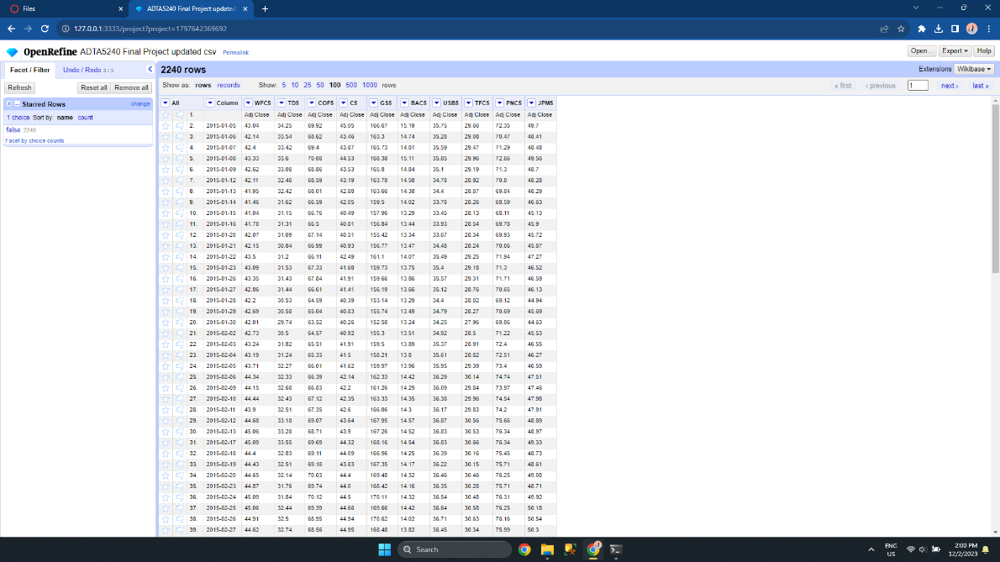 Files
ADTA5240 Final Project updated
127.0.0.1:3333/project?project=1797642369692
OpenRefine ADTA5240 Final Project updated csv Permalink
Open... Export Help
Facet / Filter Undo / Redo 3 / 3
2240 rows
Extensions Wikibase
Refresh Reset all Remove all
Show as: rows records Show: 5 10 25 50 100 500 1000 rows
« first ‹ previous 1 next › last »
Starred Rows change
1 choice Sort by: name count
false 2240
Facet by choice counts
All Column WFC5 TD5 COF5 C5 GS5 BAC5 USB5 TFC5 PNC5 JPM5
1. Adj Close Adj Close Adj Close Adj Close Adj Close Adj Close Adj Close Adj Close Adj Close Adj Close
2. 2015-01-05 43.04 34.25 69.92 45.05 166.67 15.19 35.75 29.66 72.35 49.7
3. 2015-01-06 42.14 33.54 68.62 43.46 163.3 14.74 35.28 29.08 70.47 48.41
4. 2015-01-07 42.4 33.42 69.4 43.87 165.73 14.81 35.59 29.47 71.29 48.48
5. 2015-01-08 43.33 33.6 70.08 44.53 168.38 15.11 35.85 29.96 72.66 49.56
6. 2015-01-09 42.62 33.08 68.86 43.53 165.8 14.84 35.1 29.19 71.3 48.7
7. 2015-01-12 42.11 32.48 68.59 43.19 163.78 14.58 34.78 28.92 70.8 48.28
8. 2015-01-13 41.95 32.42 68.01 42.88 163.66 14.38 34.4 28.87 69.84 48.29
9. 2015-01-14 41.46 31.62 66.59 42.05 159.5 14.02 33.78 28.26 68.59 46.63
10. 2015-01-15 41.04 31.15 66.76 40.49 157.96 13.29 33.45 28.13 68.11 45.13
11. 2015-01-16 41.78 31.31 66.5 40.81 156.84 13.44 33.93 28.54 69.78 45.9
12. 2015-01-20 42.07 31.09 67.14 40.51 155.42 13.34 33.67 28.34 69.93 45.72
13. 2015-01-21 42.15 30.84 66.99 40.93 156.77 13.47 34.48 28.24 70.06 45.87
14. 2015-01-22 43.5 31.2 66.11 42.49 161.1 14.07 35.49 29.25 71.94 47.27
15. 2015-01-23 43.09 31.53 67.33 41.68 159.73 13.75 35.4 29.18 71.3 46.52
16. 2015-01-26 43.35 31.43 67.84 41.91 159.66 13.86 35.57 29.31 71.71 46.59
17. 2015-01-27 42.86 31.44 66.61 41.41 156.19 13.66 35.12 28.76 70.65 46.13
18. 2015-01-28 42.2 30.53 64.59 40.39 153.14 13.29 34.4 28.02 69.12 44.94
19. 2015-01-29 42.69 30.58 65.04 40.83 155.74 13.49 34.79 28.27 70.69 45.69
20. 2015-01-30 42.01 29.74 63.52 40.26 152.58 13.24 34.25 27.96 69.86 44.63
21. 2015-02-02 42.73 30.5 64.57 40.92 155.3 13.51 34.92 28.5 71.22 45.53
22. 2015-02-03 43.24 31.82 65.51 41.91 159.5 13.89 35.37 28.91 72.4 46.55
23. 2015-02-04 43.19 31.24 65.33 41.5 158.21 13.8 35.61 28.82 72.51 46.27
24. 2015-02-05 43.71 32.27 66.01 41.62 159.97 13.96 35.95 29.39 73.4 46.59
25. 2015-02-06 44.34 32.33 66.39 42.14 162.33 14.42 36.29 30.14 74.74 47.51
26. 2015-02-09 44.15 32.68 66.83 42.2 161.26 14.29 36.09 29.84 73.97 47.46
27. 2015-02-10 44.44 32.43 67.12 42.35 163.33 14.35 36.38 29.96 74.54 47.98
28. 2015-02-11 43.9 32.51 67.35 42.6 166.06 14.3 36.17 29.83 74.2 47.91
29. 2015-02-12 44.68 33.18 69.07 43.64 167.95 14.57 36.87 30.56 75.66 48.89
30. 2015-02-13 45.06 33.28 68.71 43.9 167.26 14.52 36.83 30.53 76.34 48.97
31. 2015-02-17 45.09 33.55 69.69 44.32 168.16 14.54 36.83 30.66 76.34 49.33
32. 2015-02-18 44.4 32.83 69.11 44.09 166.96 14.25 36.39 30.16 75.45 48.73
33. 2015-02-19 44.43 32.51 69.18 43.83 167.35 14.17 36.22 30.15 75.71 48.61
34. 2015-02-20 44.65 32.14 70.03 44.4 169.48 14.32 36.46 30.46 76.25 49.08
35. 2015-02-23 44.87 31.76 69.74 44.0 168.42 14.16 36.35 30.28 75.71 48.71
36. 2015-02-24 45.09 31.84 70.12 44.5 170.11 14.32 36.54 30.48 76.31 49.92
37. 2015-02-25 45.06 32.44 69.39 44.66 169.66 14.42 36.64 30.58 76.25 50.18
38. 2015-02-26 44.91 32.5 68.95 44.94 170.62 14.02 36.71 30.63 76.16 50.54
39. 2015-02-27 44.62 32.74 68.56 44.95 168.48 13.82 36.45 30.34 75.99 50.3
Search
ENG
US
2:00 PM
12/2/2023